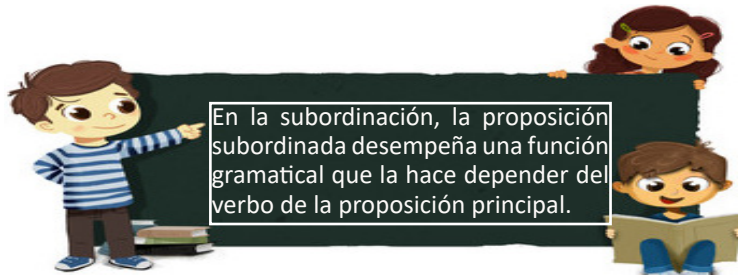 En la subordinación, la proposición
subordinada desempeña una función
gramatical que la hace depender del
verbo de la proposición principal.